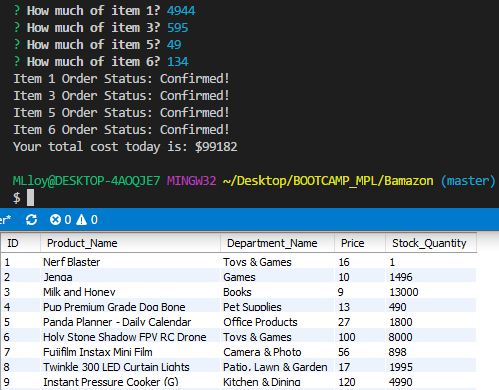 ? How much of item 1? 4944
? How much of item 3? 595
? How much of item 5? 49
? How much of item 6? 134
Item 1 Order Status: Confirmed!
Item 3 Order Status: Confirmed!
Item 5 Order Status: Confirmed!
Item 6 Order Status: Confirmed!
Your total cost today is: $99182
MLloy@DESKTOP-4AOQJE7 MINGW32 ~/Desktop/BOOTCAMP_MPL/Bamazon (master)
$
er* 0 0
ID Product_Name Department_Name Price Stock_Quantity
1 Nerf Blaster Toys & Games 16 1
2 Jenga Games 10 1496
3 Milk and Honey Books 9 13000
4 Pup Premium Grade Dog Bone Pet Supplies 13 490
5 Panda Planner - Daily Calendar Office Products 27 1800
6 Holy Stone Shadow FPV RC Drone Toys & Games 100 8000
7 Fujifilm Instax Mini Film Camera & Photo 56 898
8 Twinkle 300 LED Curtain Lights Patio, Lawn & Garden 17 1995
9 Instant Pressure Cooker (G) Kitchen & Dining 120 4990